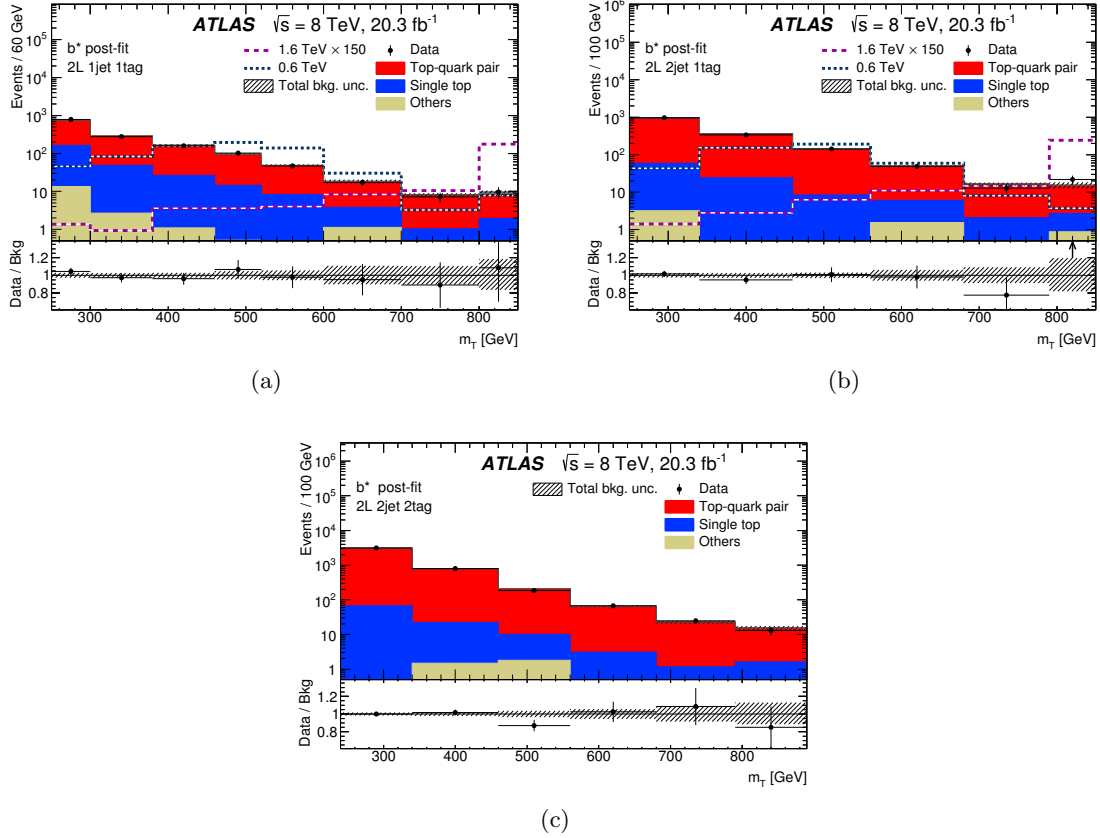 ATLAS √s = 8 TeV, 20.3 fb⁻¹
b* post-fit
2L 1jet 1tag
1.6 TeV × 150
0.6 TeV
Total bkg. unc.
Data
Top-quark pair
Single top
Others
Events / 60 GeV
10⁵
10⁴
10³
10²
10
1
Data / Bkg
1.2
1
0.8
300 400 500 600 700 800
m_T [GeV]
(a)
ATLAS √s = 8 TeV, 20.3 fb⁻¹
b* post-fit
2L 2jet 1tag
1.6 TeV × 150
0.6 TeV
Total bkg. unc.
Data
Top-quark pair
Single top
Others
Events / 100 GeV
10⁶
10⁵
10⁴
10³
10²
10
1
Data / Bkg
1.2
1
0.8
300 400 500 600 700 800
m_T [GeV]
(b)
ATLAS √s = 8 TeV, 20.3 fb⁻¹
b* post-fit
2L 2jet 2tag
Total bkg. unc.
Data
Top-quark pair
Single top
Others
Events / 100 GeV
10⁶
10⁵
10⁴
10³
10²
10
1
Data / Bkg
1.2
1
0.8
300 400 500 600 700 800
m_T [GeV]
(c)